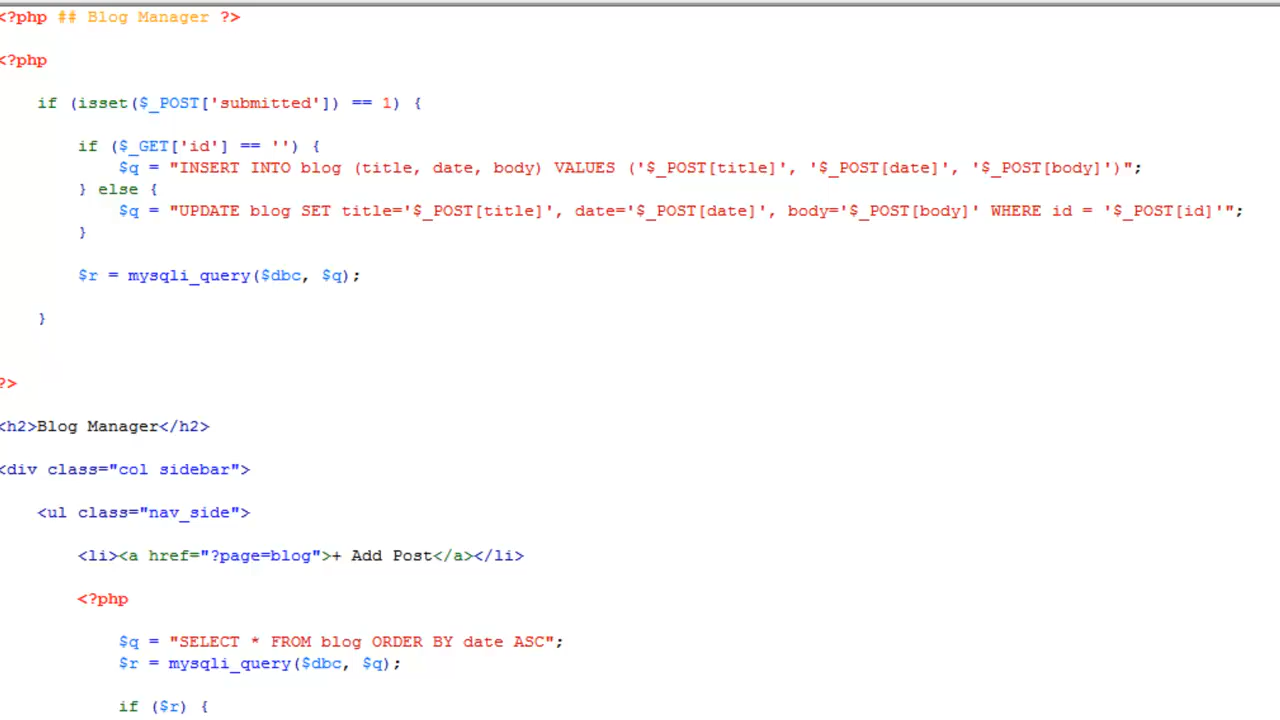 <?php ## Blog Manager ?>
<?php
if (isset($_POST['submitted']) == 1) {
if ($_GET['id'] == '') {
$q = "INSERT INTO blog (title, date, body) VALUES ('$_POST[title]', '$_POST[date]', '$_POST[body]')";
} else {
$q = "UPDATE blog SET title='$_POST[title]', date='$_POST[date]', body='$_POST[body]' WHERE id = '$_POST[id]'";
}
$r = mysqli_query($dbc, $q);
}
?>
<h2>Blog Manager</h2>
<div class="col sidebar">
<ul class="nav_side">
<li><a href="?page=blog">+ Add Post</a></li>
<?php
$q = "SELECT * FROM blog ORDER BY date ASC";
$r = mysqli_query($dbc, $q);
if ($r) {